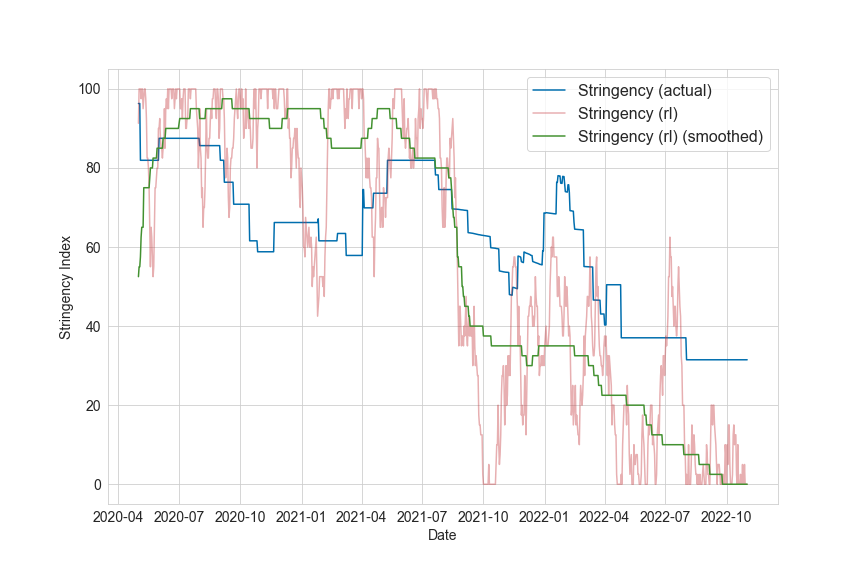 Stringency (actual)
Stringency (rl)
Stringency (rl) (smoothed)
100
80
60
40
20
0
Stringency Index
2020-04 2020-07 2020-10 2021-01 2021-04 2021-07 2021-10 2022-01 2022-04 2022-07 2022-10
Date